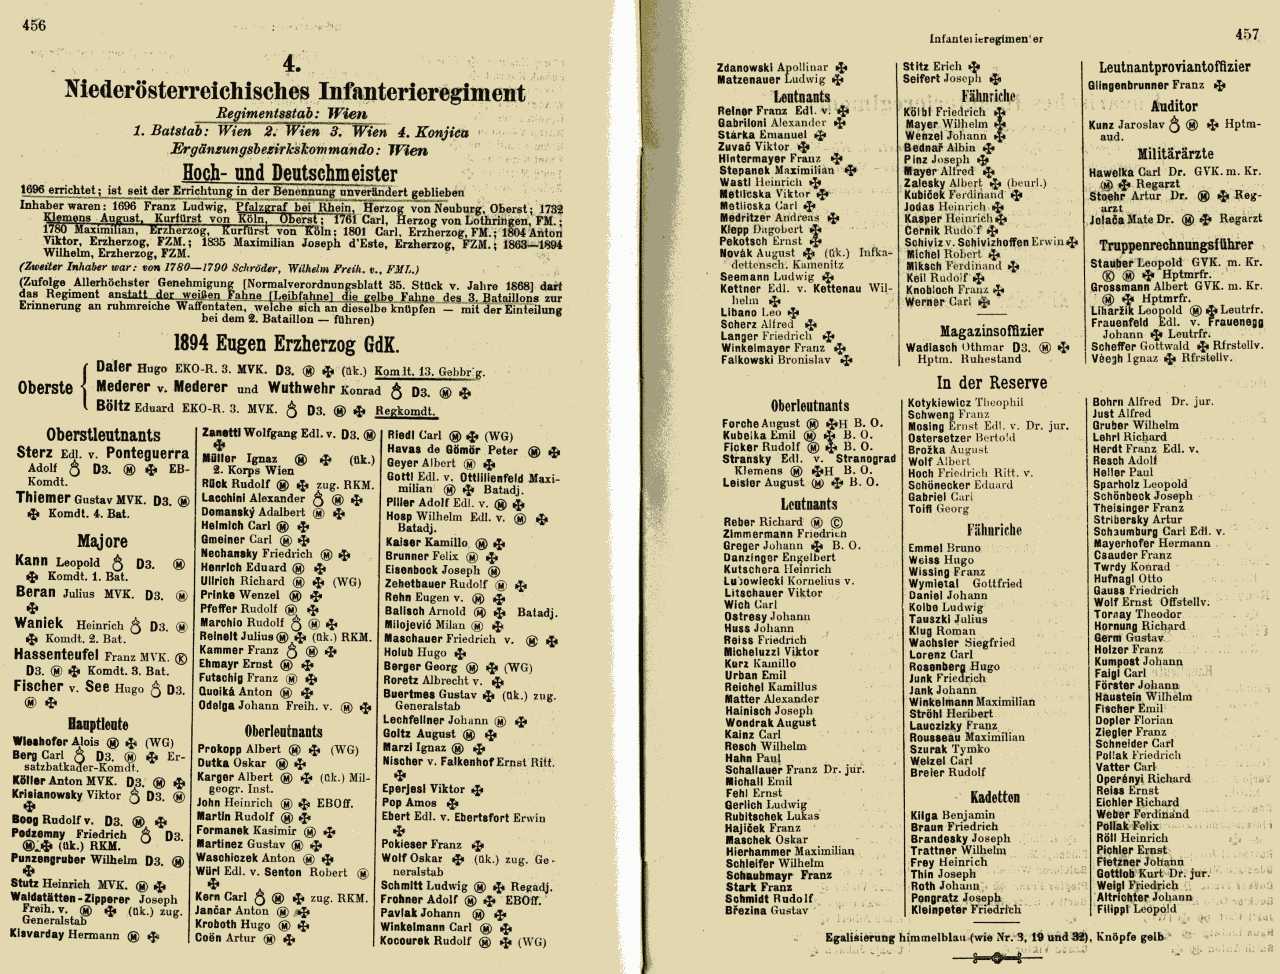 456
4.
Niederösterreichisches Infanterieregiment
Regimentsstab: Wien
1. Batstab: Wien 2. Wien 3. Wien 4. Konjica
Ergänzungsbezirkskommando: Wien
Hoch- und Deutschmeister
1696 errichtet; ist seit der Errichtung in der Benennung unverändert geblieben
Inhaber waren: 1696 Franz Ludwig, Pfalzgraf bei Rhein, Herzog von Neuburg, Oberst; 1732
Klemens August, Kurfürst von Köln, Oberst; 1761 Carl, Herzog von Lothringen, FM.;
1780 Maximilian, Erzherzog, Kurfürst von Köln; 1801 Carl, Erzherzog, FM.; 1804 Anton
Viktor, Erzherzog, FZM.; 1835 Maximilian Joseph d'Este, Erzherzog, FZM.; 1863—1894
Wilhelm, Erzherzog, FZM.
(Zweiter Inhaber war: von 1780—1790 Schröder, Wilhelm Freih. v., FML.)
(Zufolge Allerhöchster Genehmigung [Normalverordnungsblatt 35. Stück v. Jahre 1868] darf
das Regiment anstatt der weißen Fahne [Leibfahne] die gelbe Fahne des 3. Bataillons zur
Erinnerung an ruhmreiche Waffentaten, welche sich an dieselbe knüpfen — mit der Einteilung
bei dem 2. Bataillon — führen)
1894 Eugen Erzherzog GdK.
Oberste
Daler Hugo EKO-R. 3. MVK. D3. Ⓜ ✠ (ük.) Komlt. 13. Gebbrig.
Mederer v. Mederer und Wuthwehr Konrad D3. Ⓜ ✠
Böltz Eduard EKO-R. 3. MVK. D3. Ⓜ ✠ Regkomdt.
Oberstleutnants
Sterz Edl. v. Ponteguerra
Adolf D3. Ⓜ ✠ EB-
Komdt.
Thiemer Gustav MVK. D3. Ⓜ
✠ Komdt. 4. Bat.
Majore
Kann Leopold D3. Ⓜ
✠ Komdt. 1. Bat.
Beran Julius MVK. D3. Ⓜ
✠
Waniek Heinrich D3. Ⓜ
✠ Komdt. 2. Bat.
Hassenteufel Franz MVK. Ⓚ
D3. Ⓜ ✠ Komdt. 3. Bat.
Fischer v. See Hugo D3.
Ⓜ ✠
Hauptleute
Wieshofer Alois Ⓜ ✠ (WG)
Berg Carl D3. Ⓜ ✠ Er-
satzbatkader-Komdt.
Köller Anton MVK. D3. Ⓜ ✠
Krisianowsky Viktor D3. Ⓜ
✠
Boog Rudolf v. D3. Ⓜ ✠
Podzemny Friedrich D3.
Ⓜ ✠ (ük.) RKM.
Punzengruber Wilhelm D3. Ⓜ
✠
Stutz Heinrich MVK. Ⓜ ✠
Waldstätten-Zipperer Joseph
Freih. v. Ⓜ ✠ (ük.) zug.
Generalstab
Kisvarday Hermann Ⓜ ✠
Zanetti Wolfgang Edl. v. D3. Ⓜ
✠
Müller Ignaz Ⓜ ✠ (ük.)
2. Korps Wien
Rück Rudolf Ⓜ ✠ zug. RKM.
Lacchini Alexander Ⓜ ✠
Domanský Adalbert Ⓜ ✠
Helmich Carl Ⓜ ✠
Gmeiner Carl Ⓜ ✠
Nechansky Friedrich Ⓜ ✠
Henrich Eduard Ⓜ ✠
Ullrich Richard Ⓜ ✠ (WG)
Prinke Wenzel Ⓜ ✠
Pfeffer Rudolf Ⓜ ✠
Marchio Rudolf Ⓜ ✠
Reinelt Julius Ⓜ ✠ (ük.) RKM.
Kammer Franz Ⓜ ✠
Ehmayr Ernst Ⓜ ✠
Futschig Franz Ⓜ ✠
Quoiká Anton Ⓜ ✠
Odelga Johann Freih. v. Ⓜ ✠
Oberleutnants
Prokopp Albert Ⓜ ✠ (WG)
Dutka Oskar Ⓜ ✠
Karger Albert Ⓜ ✠ (ük.) Mil-
geogr. Inst.
John Heinrich Ⓜ ✠ EBOff.
Martin Rudolf Ⓜ ✠
Formanek Kasimir Ⓜ ✠
Martinez Gustav Ⓜ ✠
Waschiczek Anton Ⓜ ✠
Würl Edl. v. Senton Robert Ⓜ
✠
Kern Carl Ⓜ ✠ zug. RKM.
Jančar Anton Ⓜ ✠
Kroboth Hugo Ⓜ ✠
Coën Artur Ⓜ ✠
Riedl Carl Ⓜ ✠ (WG)
Havas de Gömör Peter Ⓜ ✠
Geyer Albert Ⓜ ✠
Gottl Edl. v. Ottlilienfeld Maxi-
milian Ⓜ ✠ Batadj.
Piller Adolf Edl. v. Ⓜ ✠
Hosp Wilhelm Edl. v. Ⓜ ✠
Batadj.
Kaiser Kamillo Ⓜ ✠
Brunner Felix Ⓜ ✠
Eisenbock Joseph Ⓜ
Zehetbauer Rudolf Ⓜ ✠
Rehn Eugen v. Ⓜ ✠
Balisch Arnold Ⓜ ✠ Batadj.
Milojević Milan Ⓜ ✠
Maschauer Friedrich v. Ⓜ ✠
Holub Hugo ✠
Berger Georg Ⓜ ✠ (WG)
Roretz Albrecht v. ✠
Buertmes Gustav ✠ (ük.) zug.
Generalstab
Lechfellner Johann Ⓜ ✠
Goltz August Ⓜ ✠
Marzi Ignaz Ⓜ ✠
Nischer v. Falkenhof Ernst Ritt.
✠
Eperjesi Viktor ✠
Pop Amos ✠
Ebert Edl. v. Ebertsfort Erwin
✠
Pokieser Franz ✠
Wolf Oskar ✠ (ük.) zug. Ge-
neralstab
Schmitt Ludwig Ⓜ ✠ Regadj.
Frohner Adolf Ⓜ ✠ EBOff.
Pavlak Johann Ⓜ ✠
Winkelmann Carl Ⓜ ✠
Kocourek Rudolf Ⓜ ✠ (WG)
Infanterieregimenter
457
Zdanowski Apollinar ✠
Matzenauer Ludwig ✠
Leutnants
Reiner Franz Edl. v. ✠
Gabriloni Alexander ✠
Starka Emanuel ✠
Zuvač Viktor ✠
Hintermayer Franz ✠
Stepanek Maximilian ✠
Wastl Heinrich ✠
Metlicska Viktor ✠
Metlicska Carl ✠
Medritzer Andreas ✠
Klepp Dagobert ✠
Pekotsch Ernst ✠
Novák August ✠ (ük.) Infka-
dettensch. Kamenitz
Seemann Ludwig ✠
Kettner Edl. v. Kettenau Wil-
helm ✠
Libano Leo ✠
Scherz Alfred ✠
Langer Friedrich ✠
Winkelmayer Franz ✠
Falkowski Bronislav ✠
Stitz Erich ✠
Seifert Joseph ✠
Fähnriche
Kölbl Friedrich ✠
Mayer Wilhelm ✠
Wenzel Johann ✠
Bednař Albin ✠
Pinz Joseph ✠
Mayer Alfred ✠
Zalesky Albert ✠ (beurl.)
Kubiček Ferdinand ✠
Jodas Heinrich ✠
Kasper Heinrich ✠
Černik Rudolf ✠
Schiviz v. Schivizhoffen Erwin ✠
Michel Robert ✠
Miksch Ferdinand ✠
Keil Rudolf ✠
Knobloch Franz ✠
Werner Carl ✠
Magazinsoffizier
Wadlasch Othmar D3. Ⓜ ✠
Hptm. Ruhestand
Leutnantproviantoffizier
Glingenbrunner Franz ✠
Auditor
Kunz Jaroslav Ⓜ ✠ Hptm-
aud.
Militärärzte
Hawelka Carl Dr. GVK. m. Kr.
Ⓜ ✠ Regarzt
Stoehr Artur Dr. Ⓜ ✠ Reg-
arzt
Jolača Mate Dr. Ⓜ ✠ Regarzt
Truppenrechnungsführer
Stauber Leopold GVK. m. Kr.
Ⓚ Ⓜ ✠ Hptmrfr.
Grossmann Albert GVK. m. Kr.
Ⓜ ✠ Hptmrfr.
Lihařžik Leopold Ⓜ ✠ Leutrfr.
Frauenfeld Edl. v. Frauenegg
Johann ✠ Leutrfr.
Scheffer Gottwald ✠ Rfrstellv.
Véegh Ignaz ✠ Rfrstellv.
In der Reserve
Oberleutnants
Forche August Ⓜ ✠H B. O.
Kubelka Emil Ⓜ ✠ B. O.
Ficker Rudolf Ⓜ ✠ B. O.
Stransky Edl. v. Stranograd
Klemens Ⓜ ✠H B. O.
Leisler August Ⓜ ✠ B. O.
Leutnants
Reber Richard Ⓜ Ⓒ
Zimmermann Friedrich
Greger Johann ✠ B. O.
Danzinger Engelbert
Kutschera Heinrich
Lubowiecki Kornelius v.
Litschauer Viktor
Wich Carl
Ostresy Johann
Huss Johann
Reiss Friedrich
Micheluzzi Viktor
Kurz Kamillo
Urban Emil
Reichel Kamillus
Matter Alexander
Hainisch Joseph
Wondrak August
Kainz Carl
Resch Wilhelm
Hahn Paul
Schallauer Franz Dr. jur.
Michall Emil
Fehl Ernst
Gerlich Ludwig
Rubitschek Lukas
Hajiček Franz
Maschek Oskar
Hierhammer Maximilian
Schleifer Wilhelm
Schaubmayr Franz
Stark Franz
Schmidt Rudolf
Březina Gustav
Kotykiewicz Theophil
Schweng Franz
Mosing Ernst Edl. v. Dr. jur.
Ostersetzer Bertold
Brožka August
Wolf Albert
Hoch Friedrich Ritt. v.
Schönecker Eduard
Gabriel Carl
Toifl Georg
Fähnriche
Emmel Bruno
Weiss Hugo
Wissing Franz
Wymietal Gottfried
Daniel Johann
Kolbe Ludwig
Tauszki Julius
Klug Roman
Wachsler Siegfried
Lorenz Carl
Rosenberg Hugo
Junk Friedrich
Jank Johann
Winkelmann Maximilian
Ströhl Heribert
Lauczizky Franz
Rousseau Maximilian
Szurak Tymko
Welzel Carl
Breier Rudolf
Kadetten
Kilga Benjamin
Braun Friedrich
Brandesky Joseph
Trattner Wilhelm
Frey Heinrich
Thin Joseph
Roth Johann
Pongratz Joseph
Kleinpeter Friedrich
Bohrn Alfred Dr. jur.
Just Alfred
Gruber Wilhelm
Lehrl Richard
Herdt Franz Edl. v.
Resch Adolf
Heller Paul
Sparholz Leopold
Schönbeck Joseph
Theisinger Franz
Stribersky Artur
Schaumburg Carl Edl. v.
Mayerhofer Hermann
Csauder Franz
Twrdy Konrad
Hufnagl Otto
Gauss Friedrich
Wolf Ernst Offstellv.
Tornay Theodor
Hornung Richard
Germ Gustav
Holzer Franz
Kumpost Johann
Faigl Carl
Förster Johann
Haustein Wilhelm
Fischer Emil
Dopler Florian
Ziegler Franz
Schneider Carl
Pollak Friedrich
Vatter Carl
Operényi Richard
Reiss Ernst
Eichler Richard
Weber Ferdinand
Pollak Felix
Röll Heinrich
Pichler Ernst
Fletzner Johann
Gottlob Kurt Dr. jur.
Weigl Friedrich
Altrichter Johann
Filippi Leopold
Egalisierung himmelblau (wie Nr. 3, 19 und 32), Knöpfe gelb